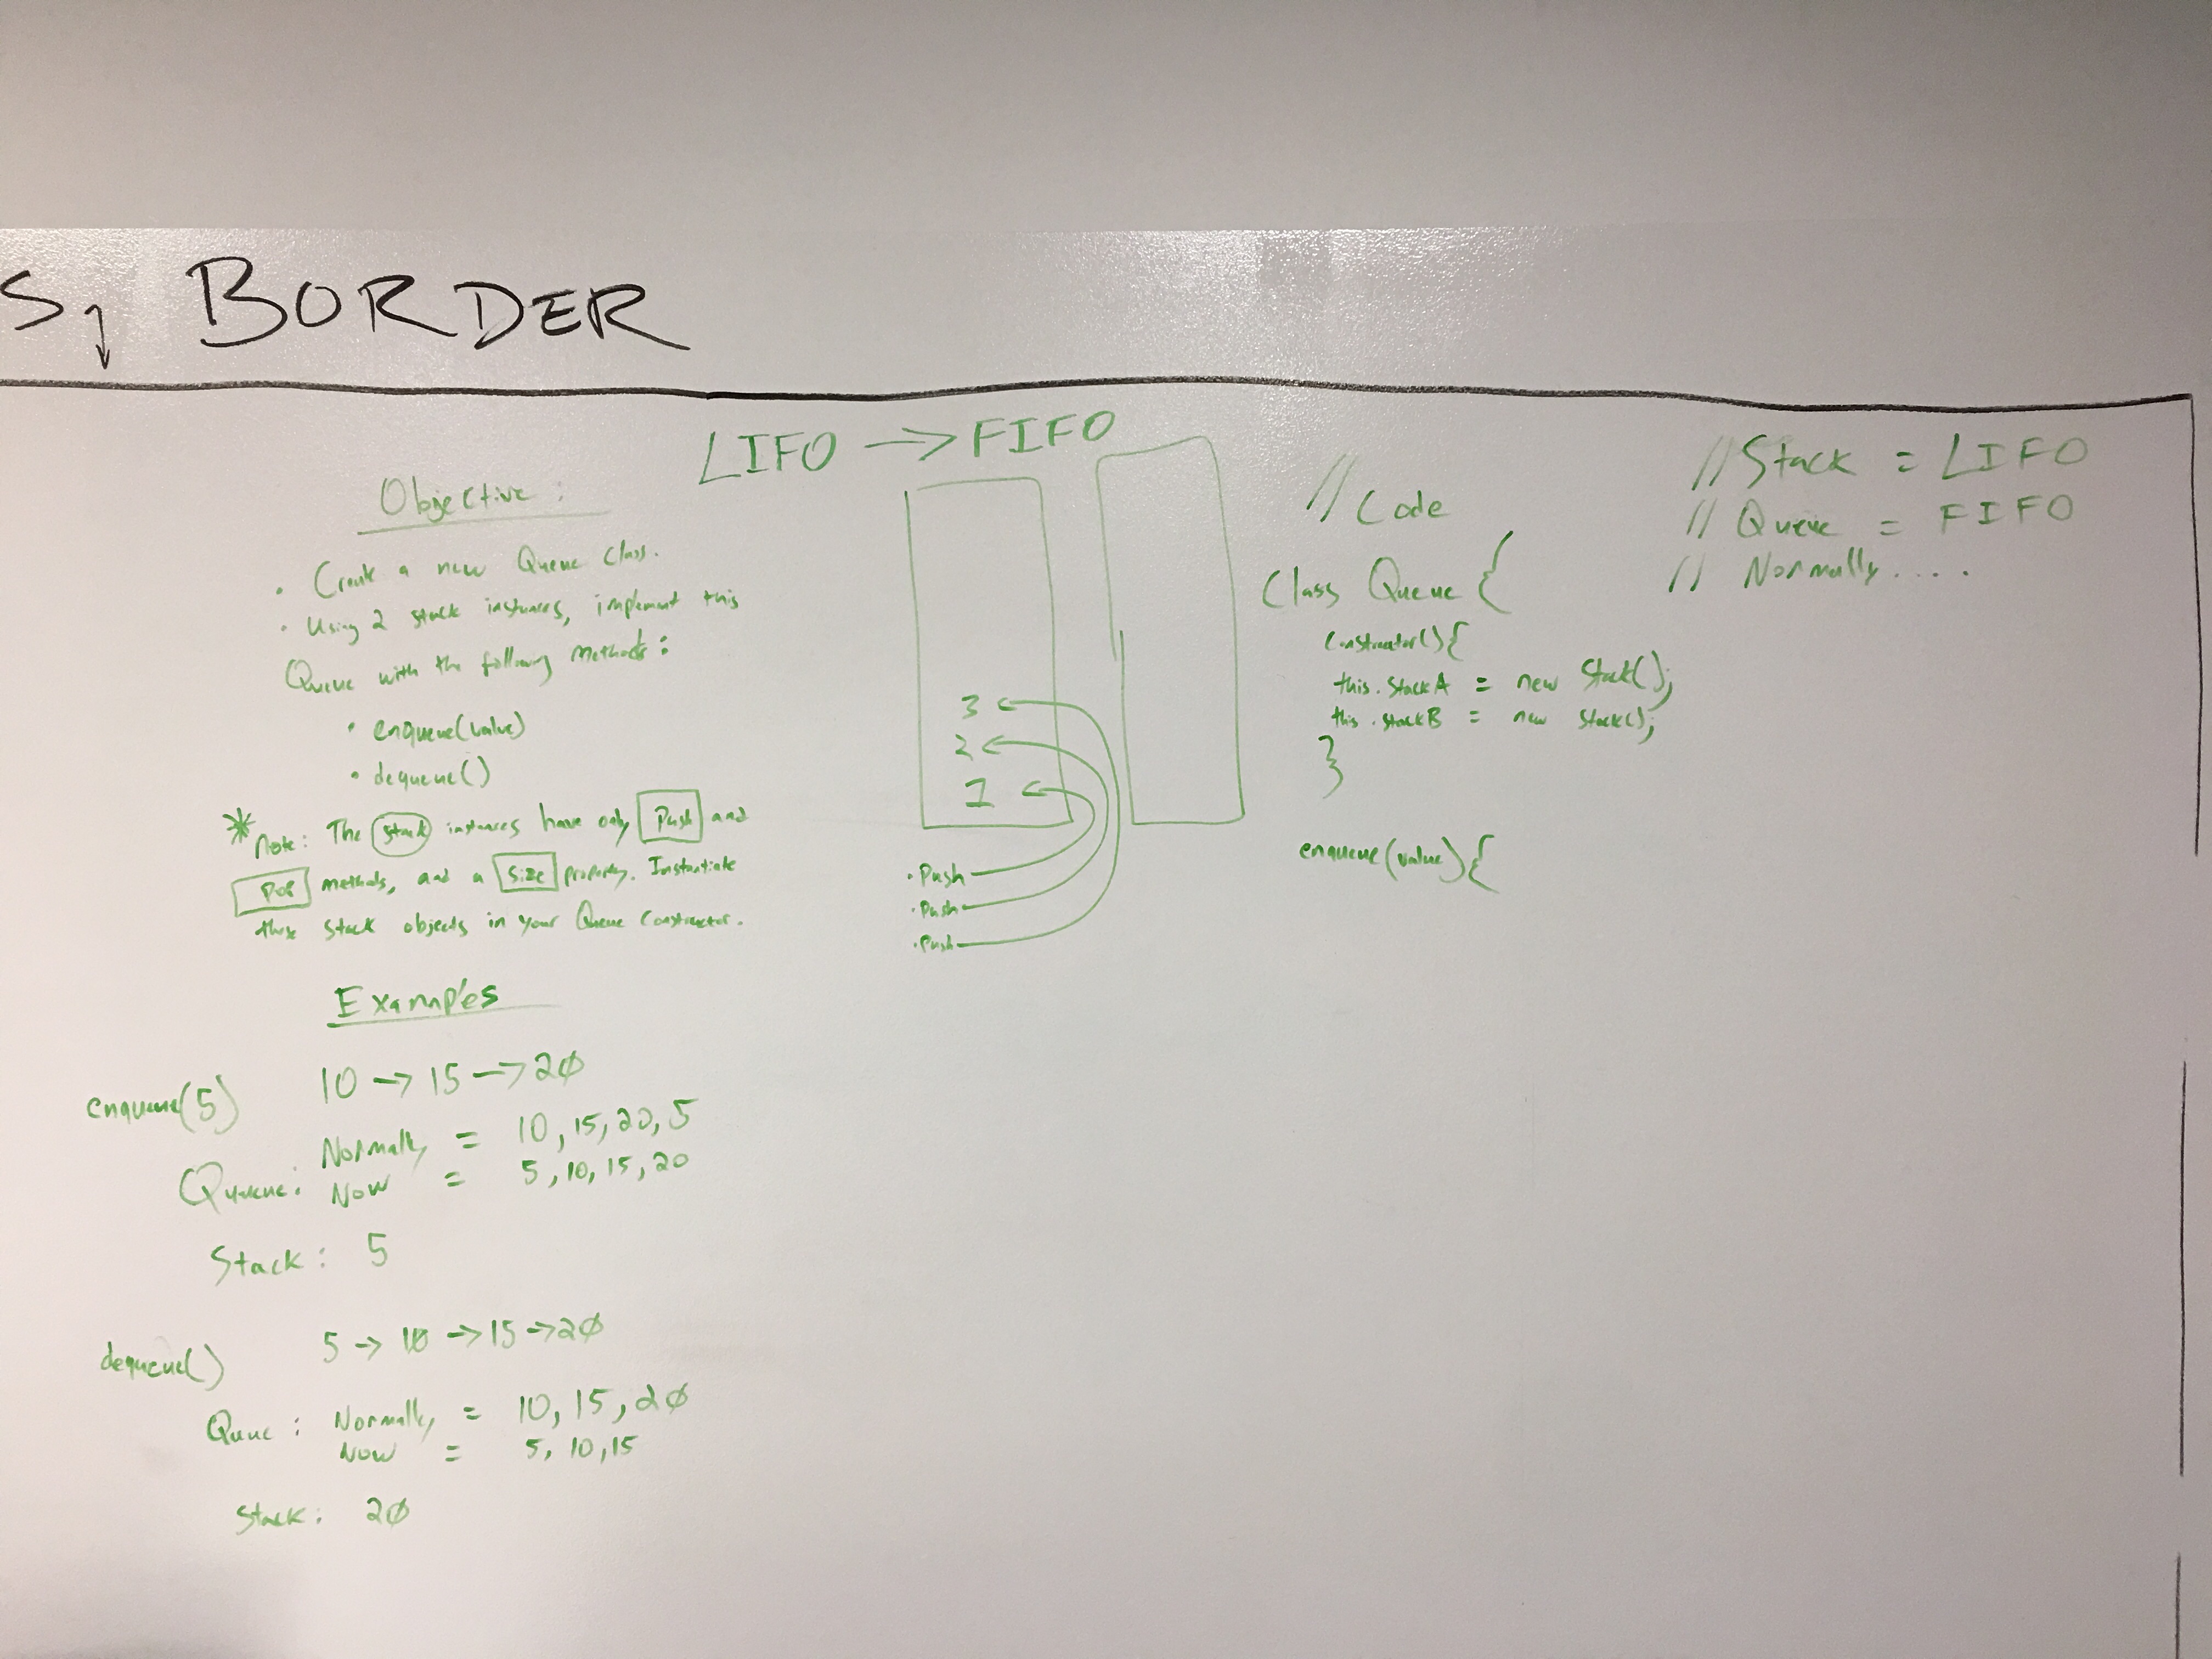 S, BORDER
LIFO → FIFO
Objective:
• Create a new Queue class.
• Using 2 stack instances, implement this
Queue with the following methods:
• enqueue(value)
• dequeue()
* Note: The stack instances have only Push and
Pop methods, and a Size property. Instantiate
these stack objects in your Queue constructor.
Examples
enqueue(5) 10 → 15 → 20
Queue: Normally = 10, 15, 20, 5
Now = 5, 10, 15, 20
Stack: 5
dequeue() 5 → 10 → 15 → 20
Queue: Normally = 10, 15, 20
Now = 5, 10, 15
Stack: 20
3
2
1
• Push
• Push
• Push
// Code
Class Queue {
Constructor(){
this.StackA = new Stack();
this.stackB = new Stack();
}
enqueue(value){
// Stack = LIFO
// Queue = FIFO
// Normally....